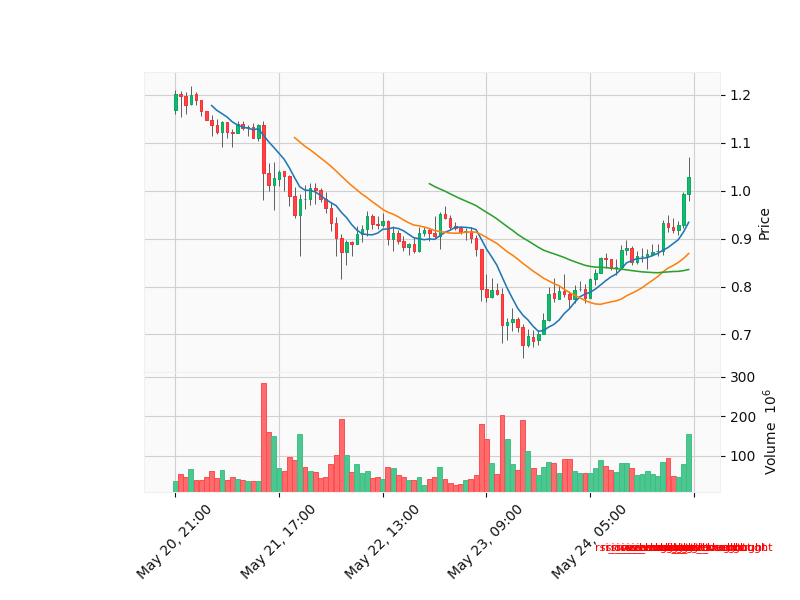 1.2
1.1
1.0
0.9
0.8
0.7
Price
300
200
100
Volume 10^6
May 20, 21:00
May 21, 17:00
May 22, 13:00
May 23, 09:00
May 24, 05:00